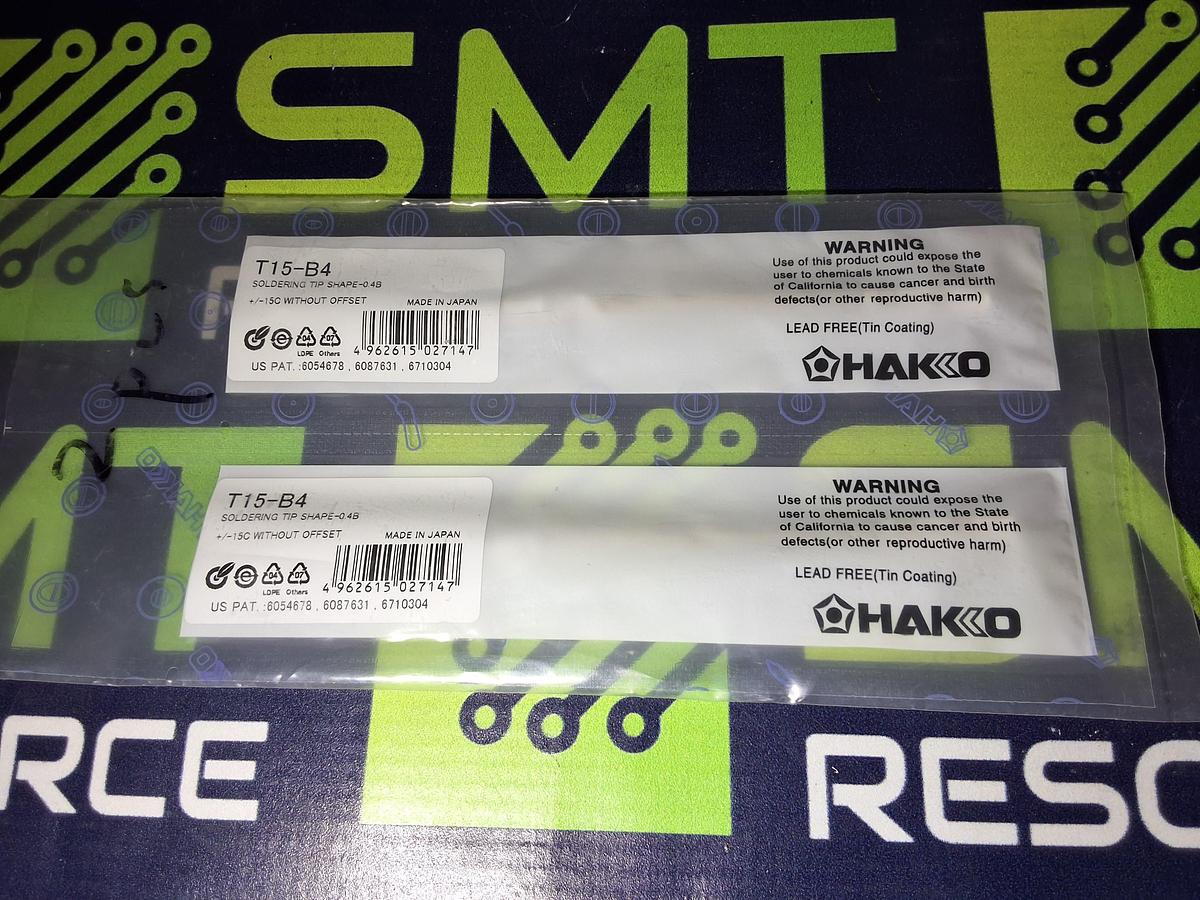 SMT
T15-B4
SOLDERING TIP SHAPE-0.4B
+/-15C WITHOUT OFFSET
MADE IN JAPAN
04
07
LDPE Others
4 962615 027147
US PAT. :6054678 , 6087631 , 6710304
WARNING
Use of this product could expose the
user to chemicals known to the State
of California to cause cancer and birth
defects(or other reproductive harm)
LEAD FREE(Tin Coating)
HAKKO
T15-B4
SOLDERING TIP SHAPE-0.4B
+/-15C WITHOUT OFFSET
MADE IN JAPAN
04
07
LDPE Others
4 962615 027147
US PAT. :6054678 , 6087631 , 6710304
WARNING
Use of this product could expose the
user to chemicals known to the State
of California to cause cancer and birth
defects(or other reproductive harm)
LEAD FREE(Tin Coating)
HAKKO
MT
SM
RCE
RESO